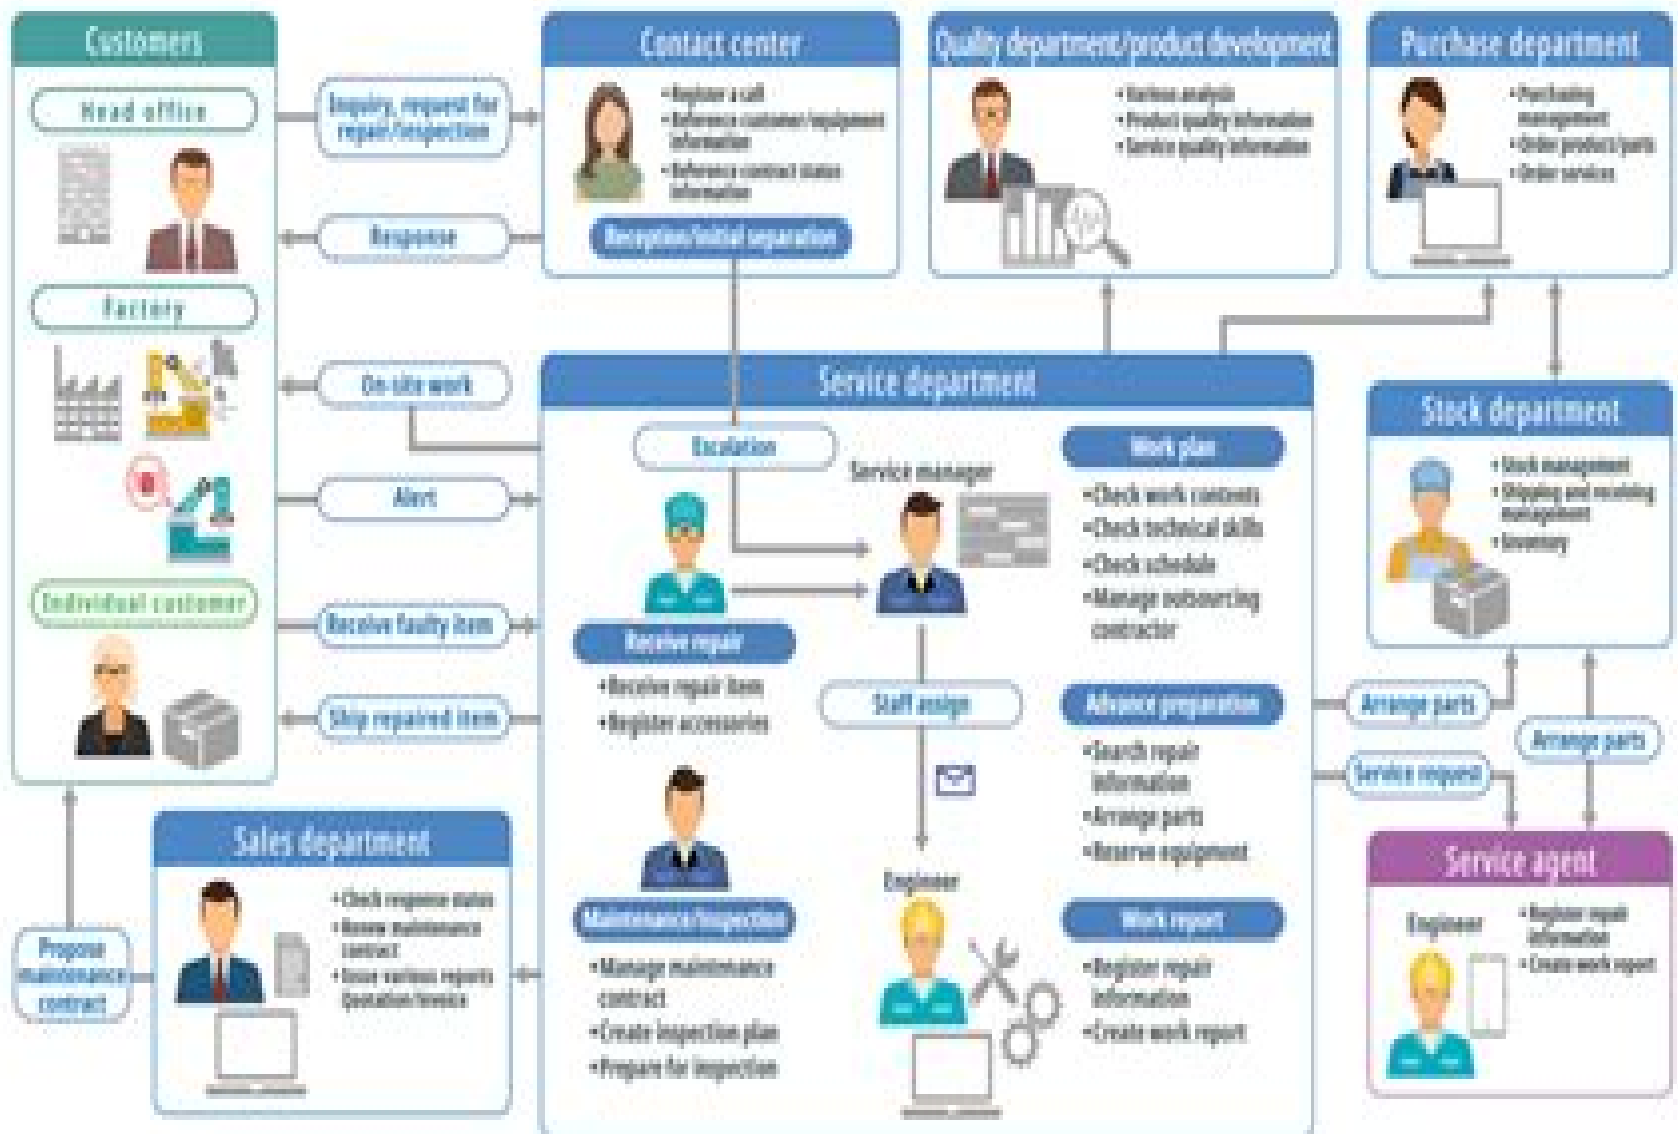 Customers
Head office
Factory
Individual customer
Inquiry, request for
repair/inspection
Response
On-site work
Alert
Receive faulty item
Ship repaired item
Contact center
•Register a call
•Reference customer/equipment
information
•Reference contract status
information
Reception/Initial separation
Quality department/product development
•Various analysis
•Product quality information
•Service quality information
Purchase department
•Purchasing
management
•Order product/parts
•Order services
Service department
Escalation
Service manager
Receive repair
•Receive repair item
•Register accessories
Staff assign
Maintenance/Inspection
•Manage maintenance
contract
•Create inspection plan
•Prepare for inspection
Engineer
Work plan
•Check work contents
•Check technical skills
•Check schedule
•Manage outsourcing
contractor
Advance preparation
•Search repair
information
•Arrange parts
•Reserve equipment
Work report
•Register repair
information
•Create work report
Stock department
•Stock management
•Shipping and receiving
management
•Inventory
Arrange parts
Service request
Arrange parts
Service agent
Engineer
•Register repair
information
•Create work report
Sales department
•Check response status
•Renew maintenance
contract
•Issue various reports
Quotation/Invoice
Propose
maintenance
contract